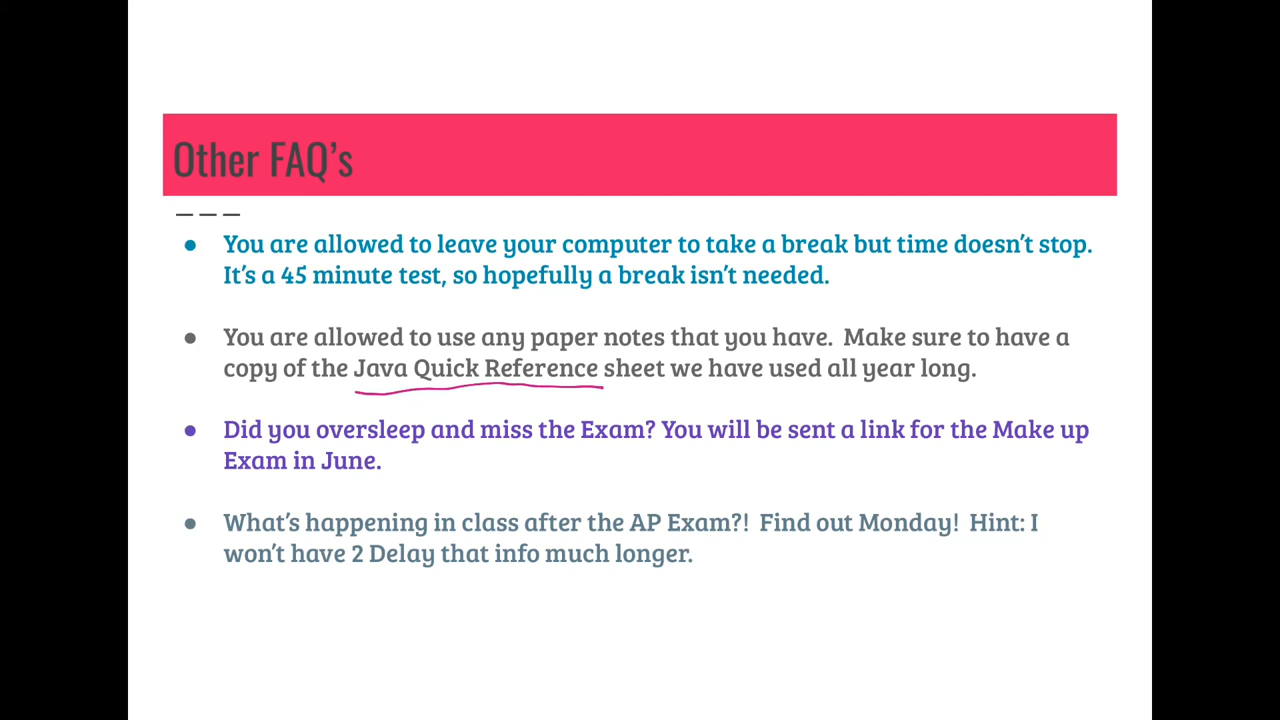 Other FAQ’s
● You are allowed to leave your computer to take a break but time doesn’t stop.
It’s a 45 minute test, so hopefully a break isn’t needed.
● You are allowed to use any paper notes that you have.  Make sure to have a
copy of the Java Quick Reference sheet we have used all year long.
● Did you oversleep and miss the Exam? You will be sent a link for the Make up
Exam in June.
● What’s happening in class after the AP Exam?!  Find out Monday!  Hint: I
won’t have 2 Delay that info much longer.